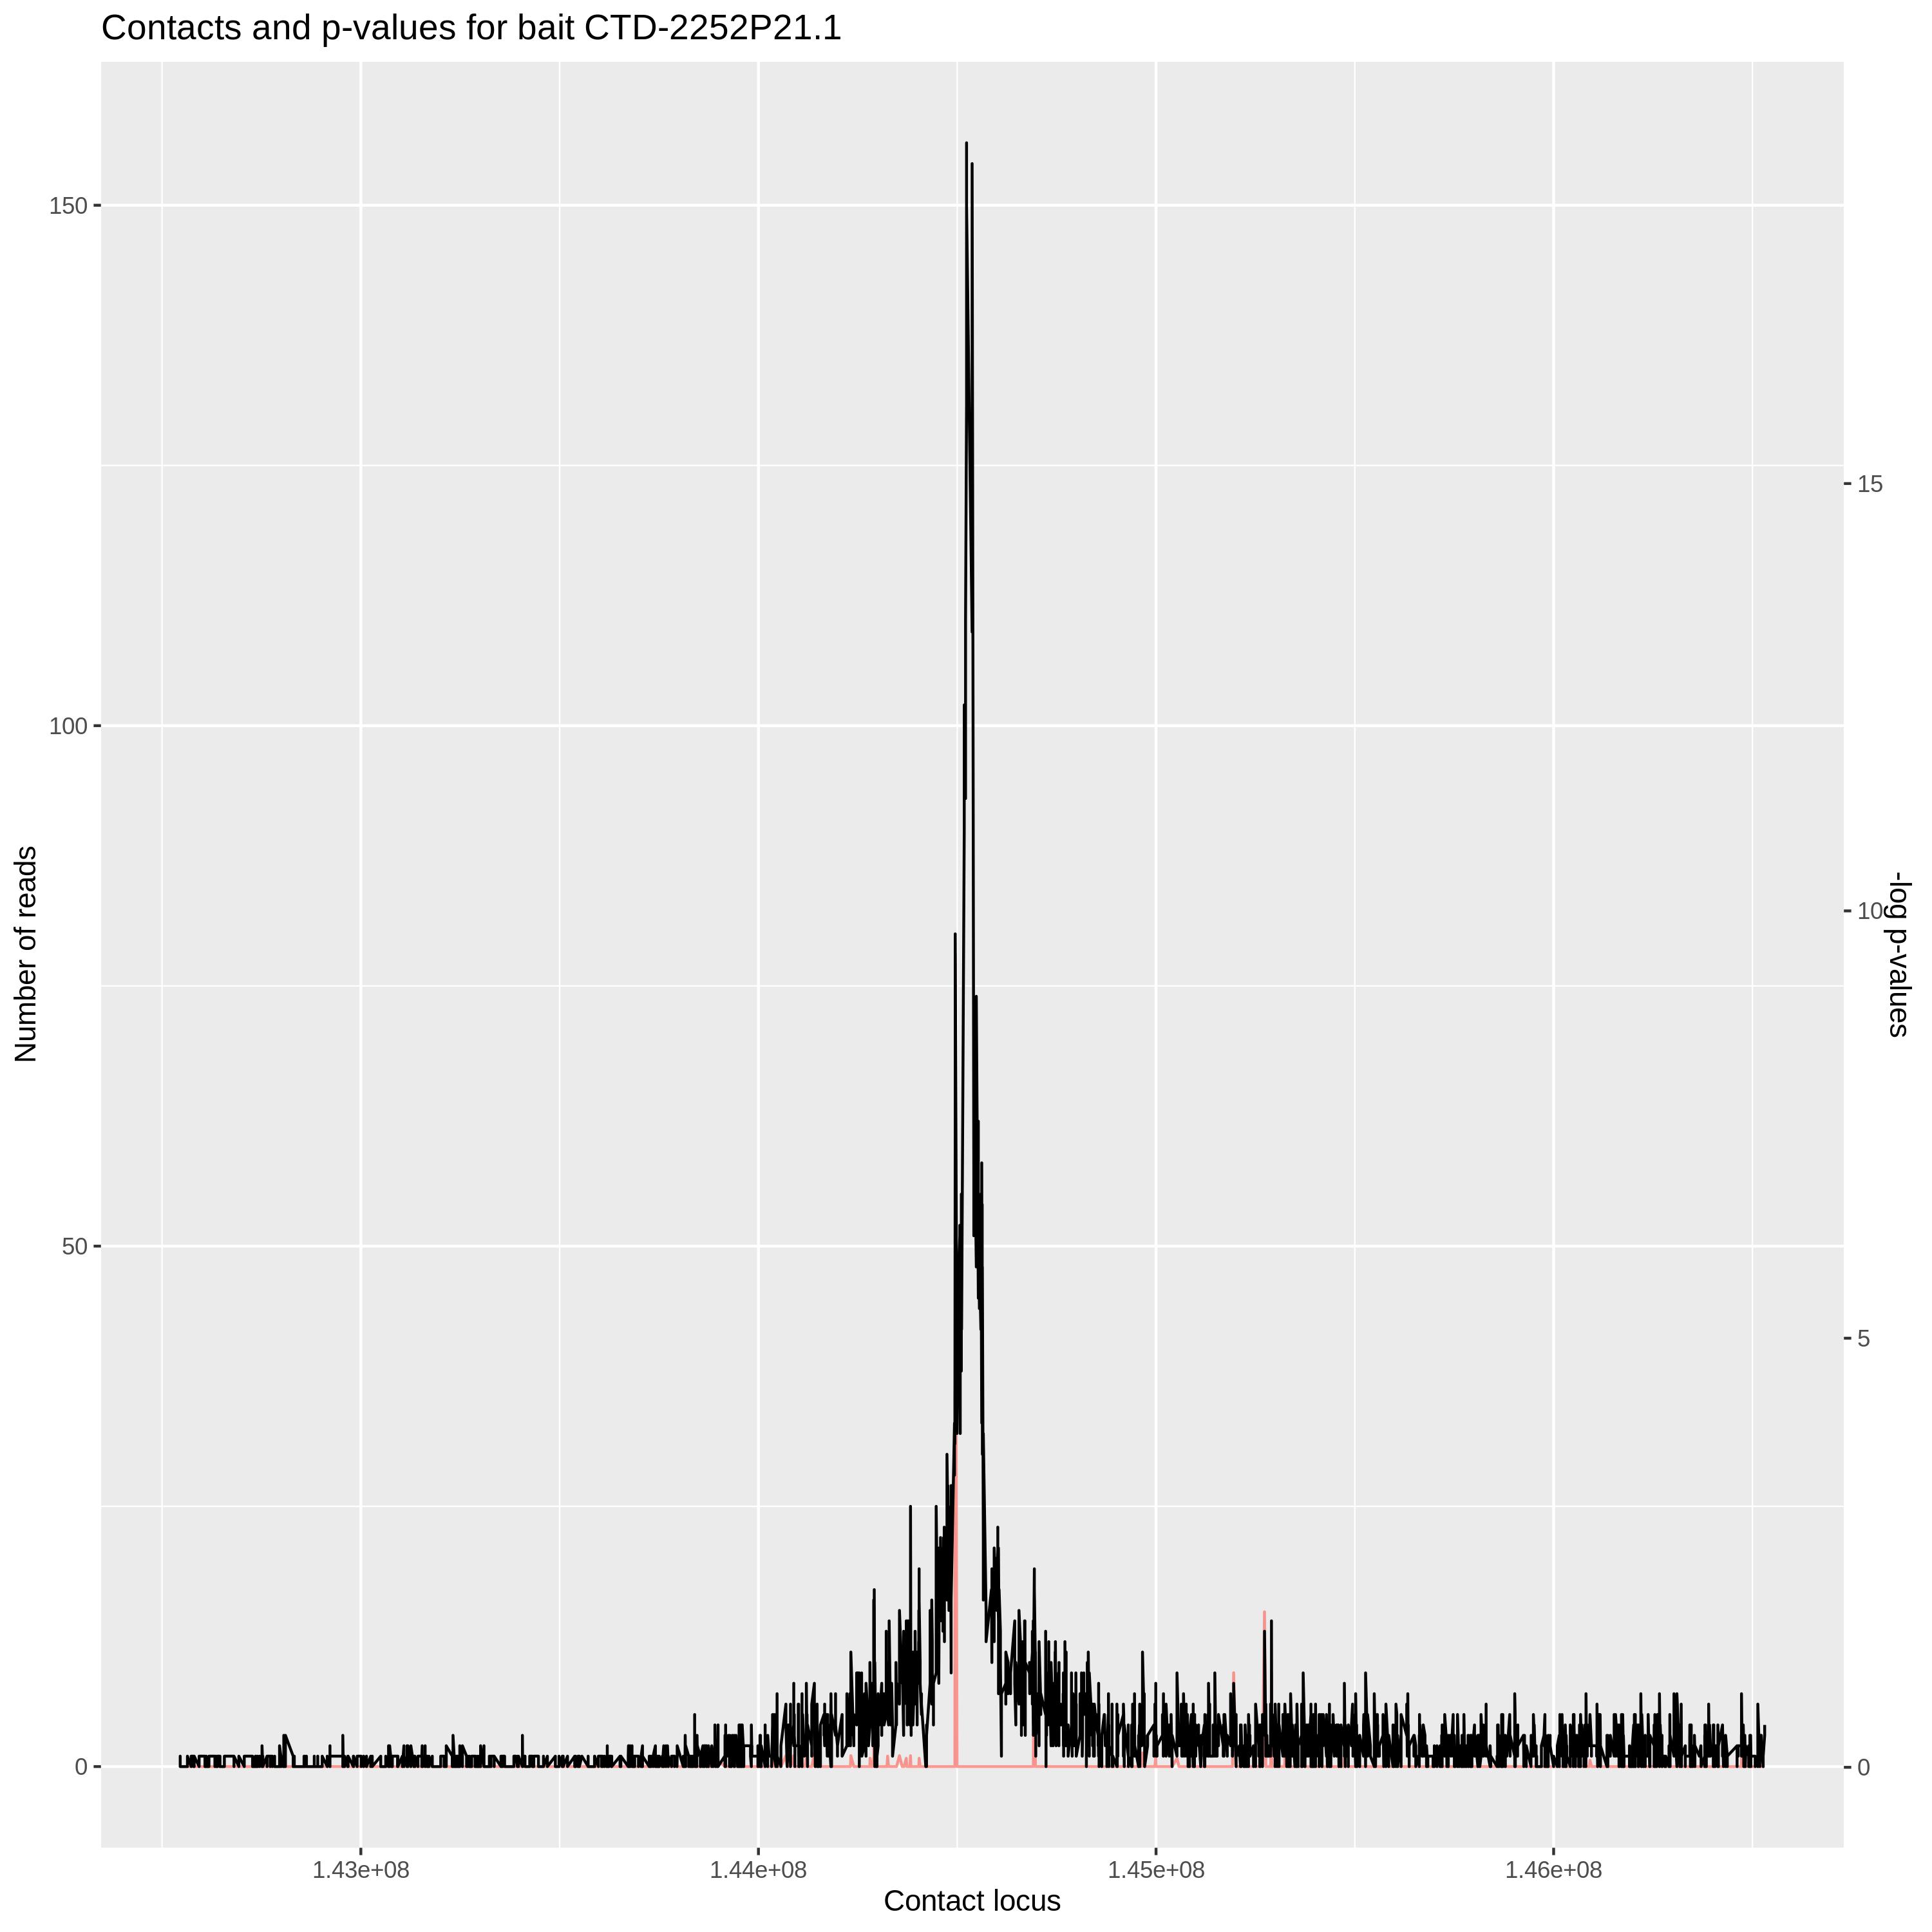 Contacts and p-values for bait CTD-2252P21.1
150
100
50
0
Number of reads
15
10
5
0
-log p-values
1.43e+08
1.44e+08
1.45e+08
1.46e+08
Contact locus